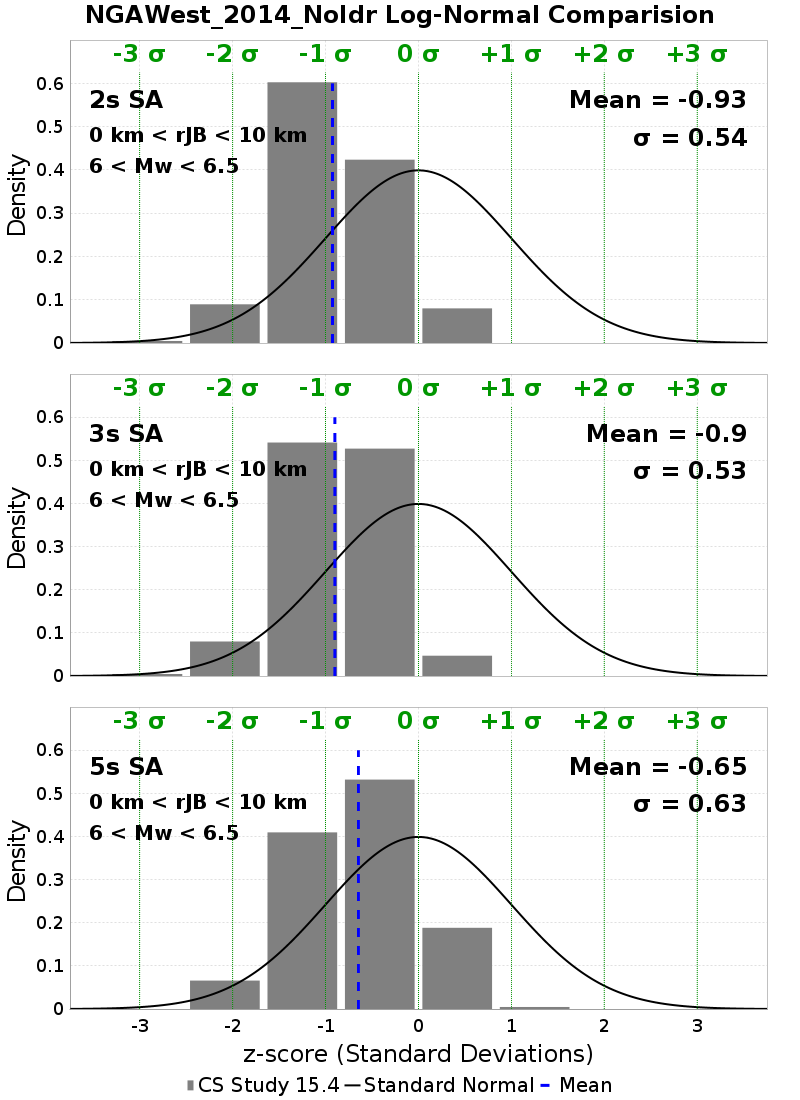 NGAWest_2014_NoIdr Log-Normal Comparision
-3 σ -2 σ -1 σ 0 σ +1 σ +2 σ +3 σ
0.6
2s SA Mean = -0.93
0.5
0 km < rJB < 10 km σ = 0.54
0.4
6 < Mw < 6.5
0.3
0.2
0.1
0
Density
-3 σ -2 σ -1 σ 0 σ +1 σ +2 σ +3 σ
0.6
3s SA Mean = -0.9
0.5
0 km < rJB < 10 km σ = 0.53
0.4
6 < Mw < 6.5
0.3
0.2
0.1
0
Density
-3 σ -2 σ -1 σ 0 σ +1 σ +2 σ +3 σ
0.6
5s SA Mean = -0.65
0.5
0 km < rJB < 10 km σ = 0.63
0.4
6 < Mw < 6.5
0.3
0.2
0.1
0
Density
-3 -2 -1 0 1 2 3
z-score (Standard Deviations)
CS Study 15.4 Standard Normal Mean